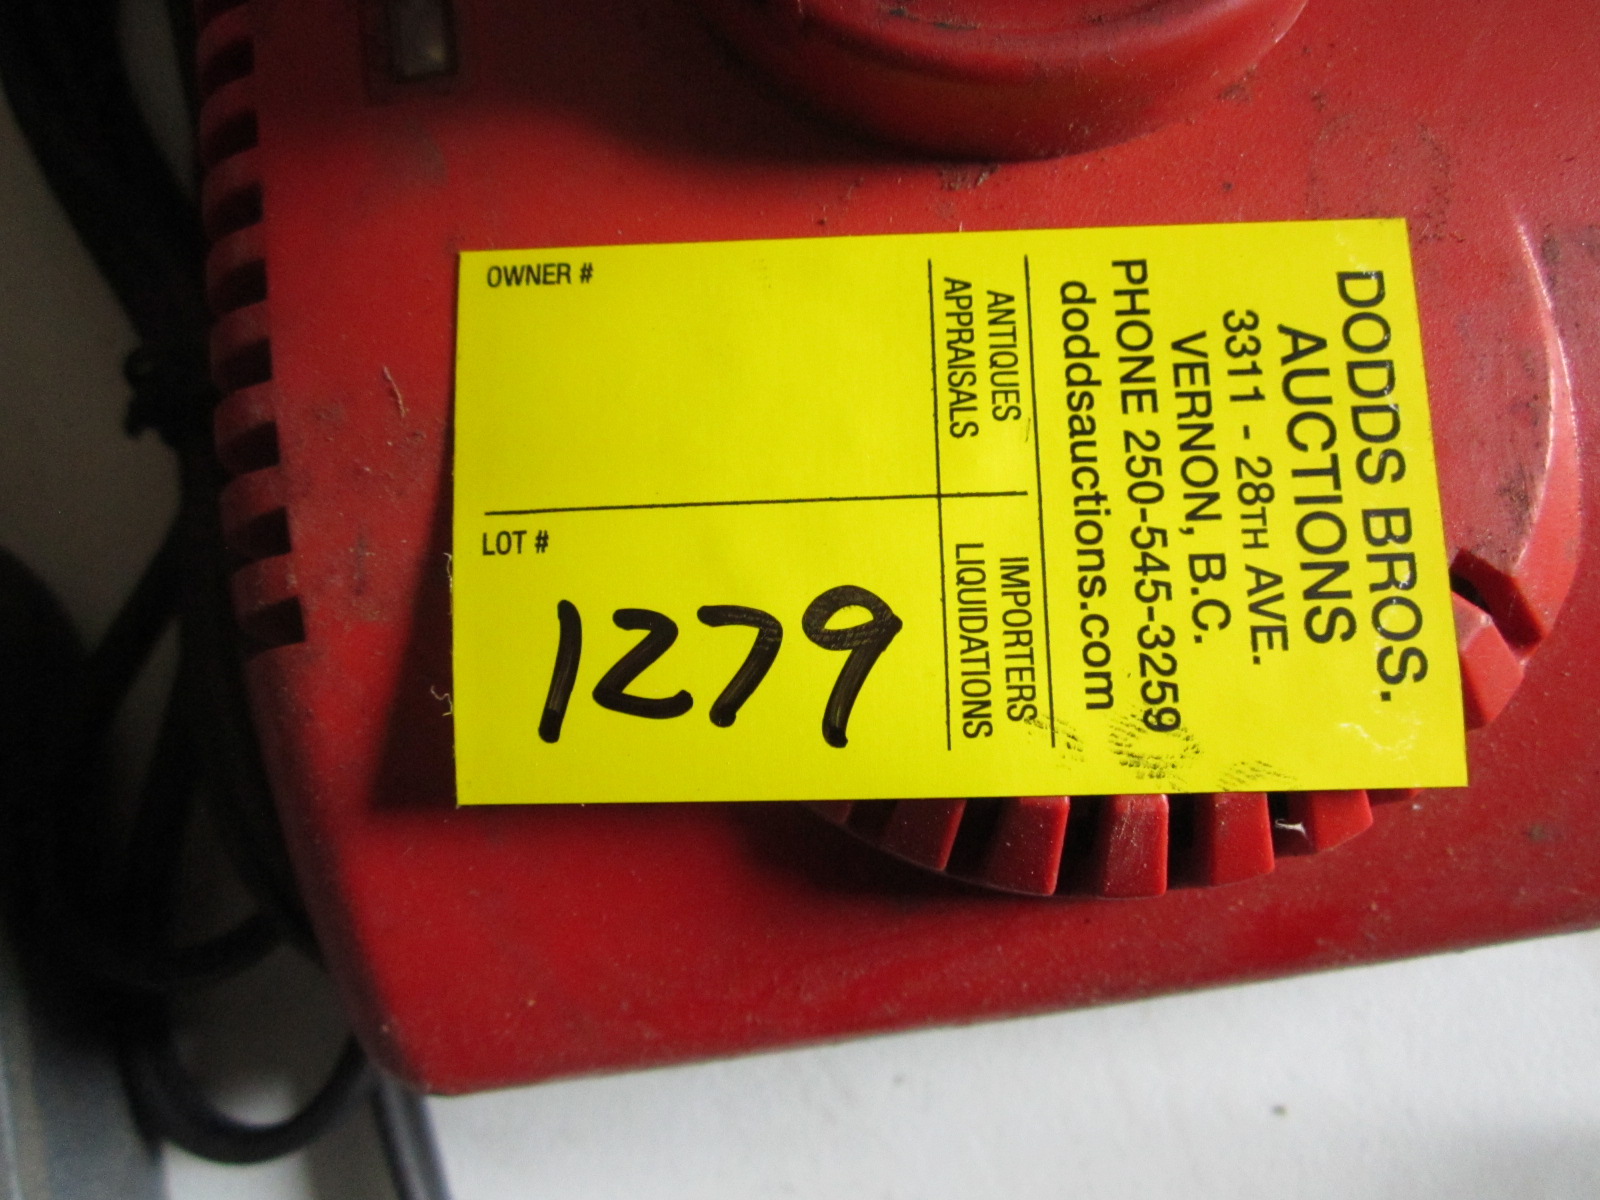 DODDS BROS.
AUCTIONS
3311 - 28TH AVE.
VERNON, B.C.
PHONE 250-545-3259
doddsauctions.com
ANTIQUES
APPRAISALS
IMPORTERS
LIQUIDATIONS
OWNER #
LOT #
1279